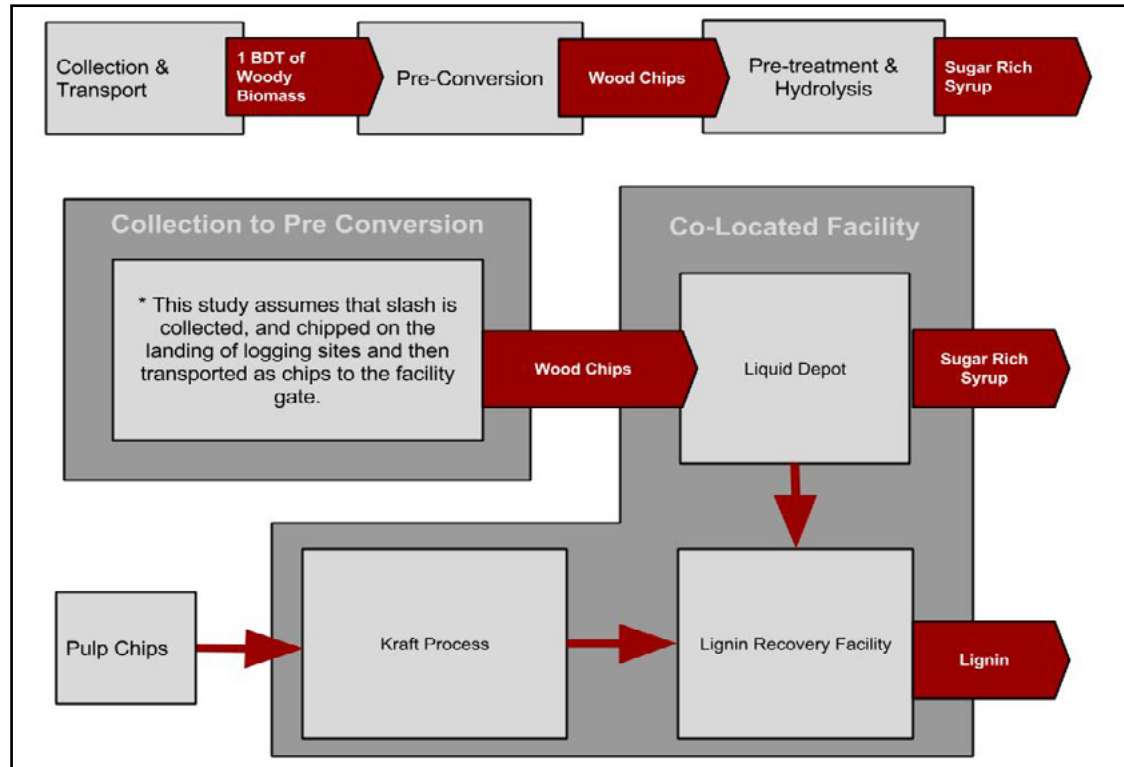 Collection &
Transport
1 BDT of
Woody
Biomass
Pre-Conversion
Wood Chips
Pre-treatment &
Hydrolysis
Sugar Rich
Syrup
Collection to Pre Conversion
* This study assumes that slash is
collected, and chipped on the
landing of logging sites and then
transported as chips to the facility
gate.
Wood Chips
Co-Located Facility
Liquid Depot
Sugar Rich
Syrup
Pulp Chips
Kraft Process
Lignin Recovery Facility
Lignin